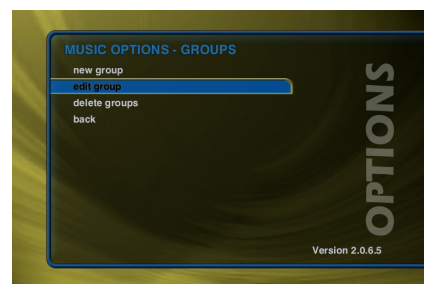 MUSIC OPTIONS - GROUPS
new group
edit group
delete groups
back
OPTIONS
Version 2.0.6.5